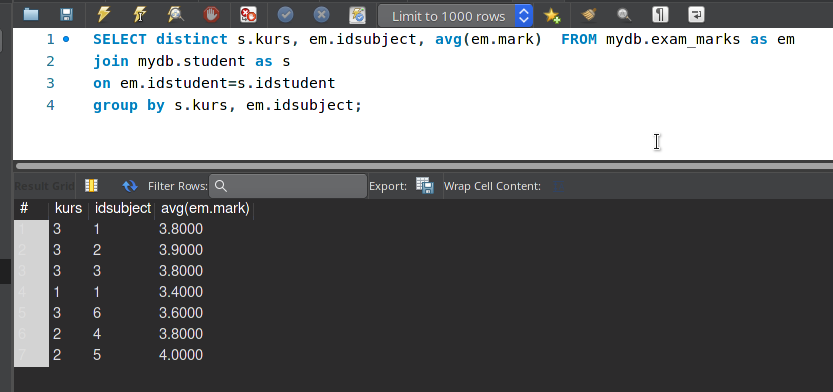 Limit to 1000 rows
1 SELECT distinct s.kurs, em.idsubject, avg(em.mark)  FROM mydb.exam_marks as em
2 join mydb.student as s
3 on em.idstudent=s.idstudent
4 group by s.kurs, em.idsubject;
Result Grid Filter Rows: Export: Wrap Cell Content:
# kurs idsubject avg(em.mark)
1 3 1 3.8000
2 3 2 3.9000
3 3 3 3.8000
4 1 1 3.4000
5 3 6 3.6000
6 2 4 3.8000
7 2 5 4.0000